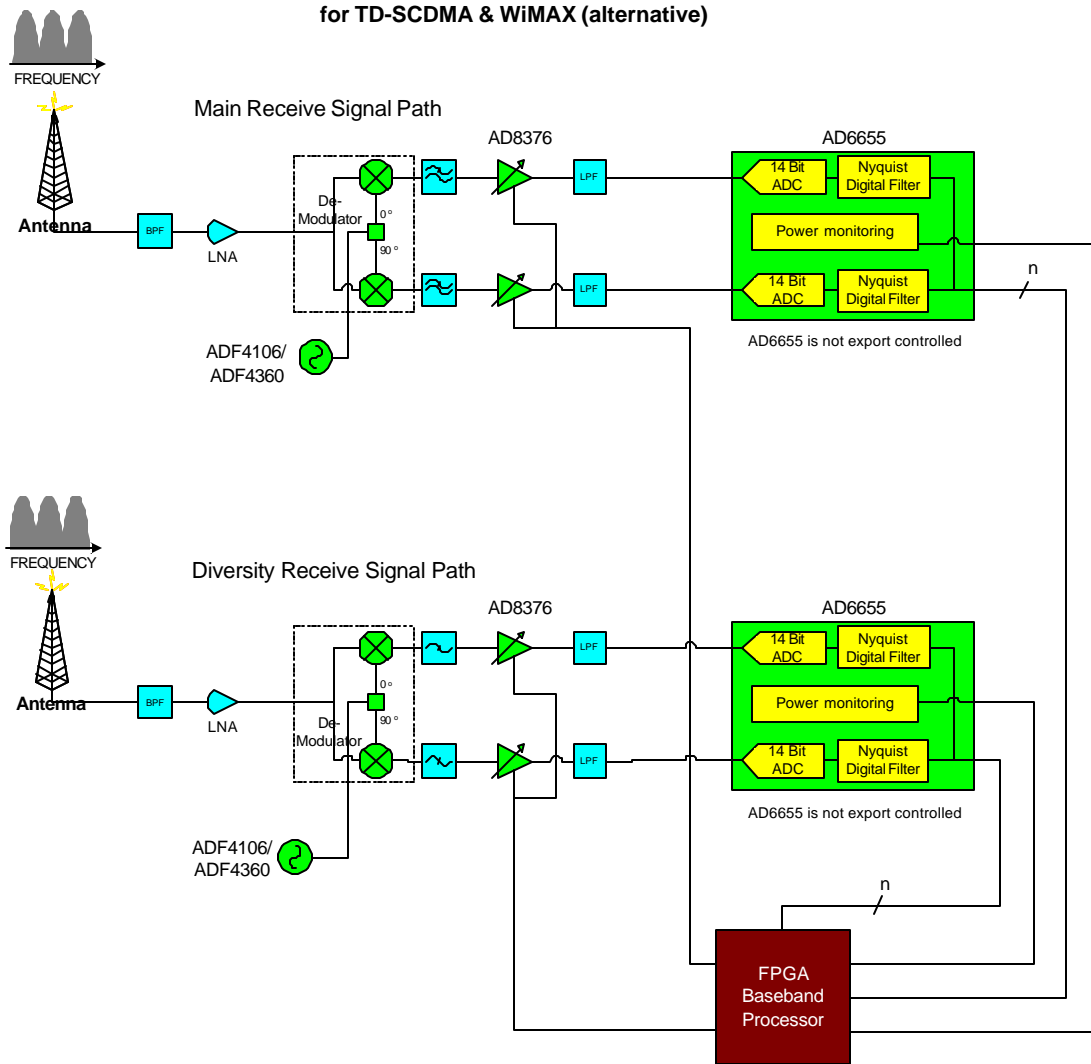 for TD-SCDMA & WiMAX (alternative)
FREQUENCY
Main Receive Signal Path
Antenna
BPF
LNA
De-
Modulator
0°
90°
ADF4106/
ADF4360
AD8376
LPF
LPF
AD6655
14 Bit
ADC
Nyquist
Digital Filter
Power monitoring
14 Bit
ADC
Nyquist
Digital Filter
n
AD6655 is not export controlled
FREQUENCY
Diversity Receive Signal Path
Antenna
BPF
LNA
De-
Modulator
0°
90°
ADF4106/
ADF4360
AD8376
LPF
LPF
AD6655
14 Bit
ADC
Nyquist
Digital Filter
Power monitoring
14 Bit
ADC
Nyquist
Digital Filter
AD6655 is not export controlled
n
FPGA
Baseband
Processor